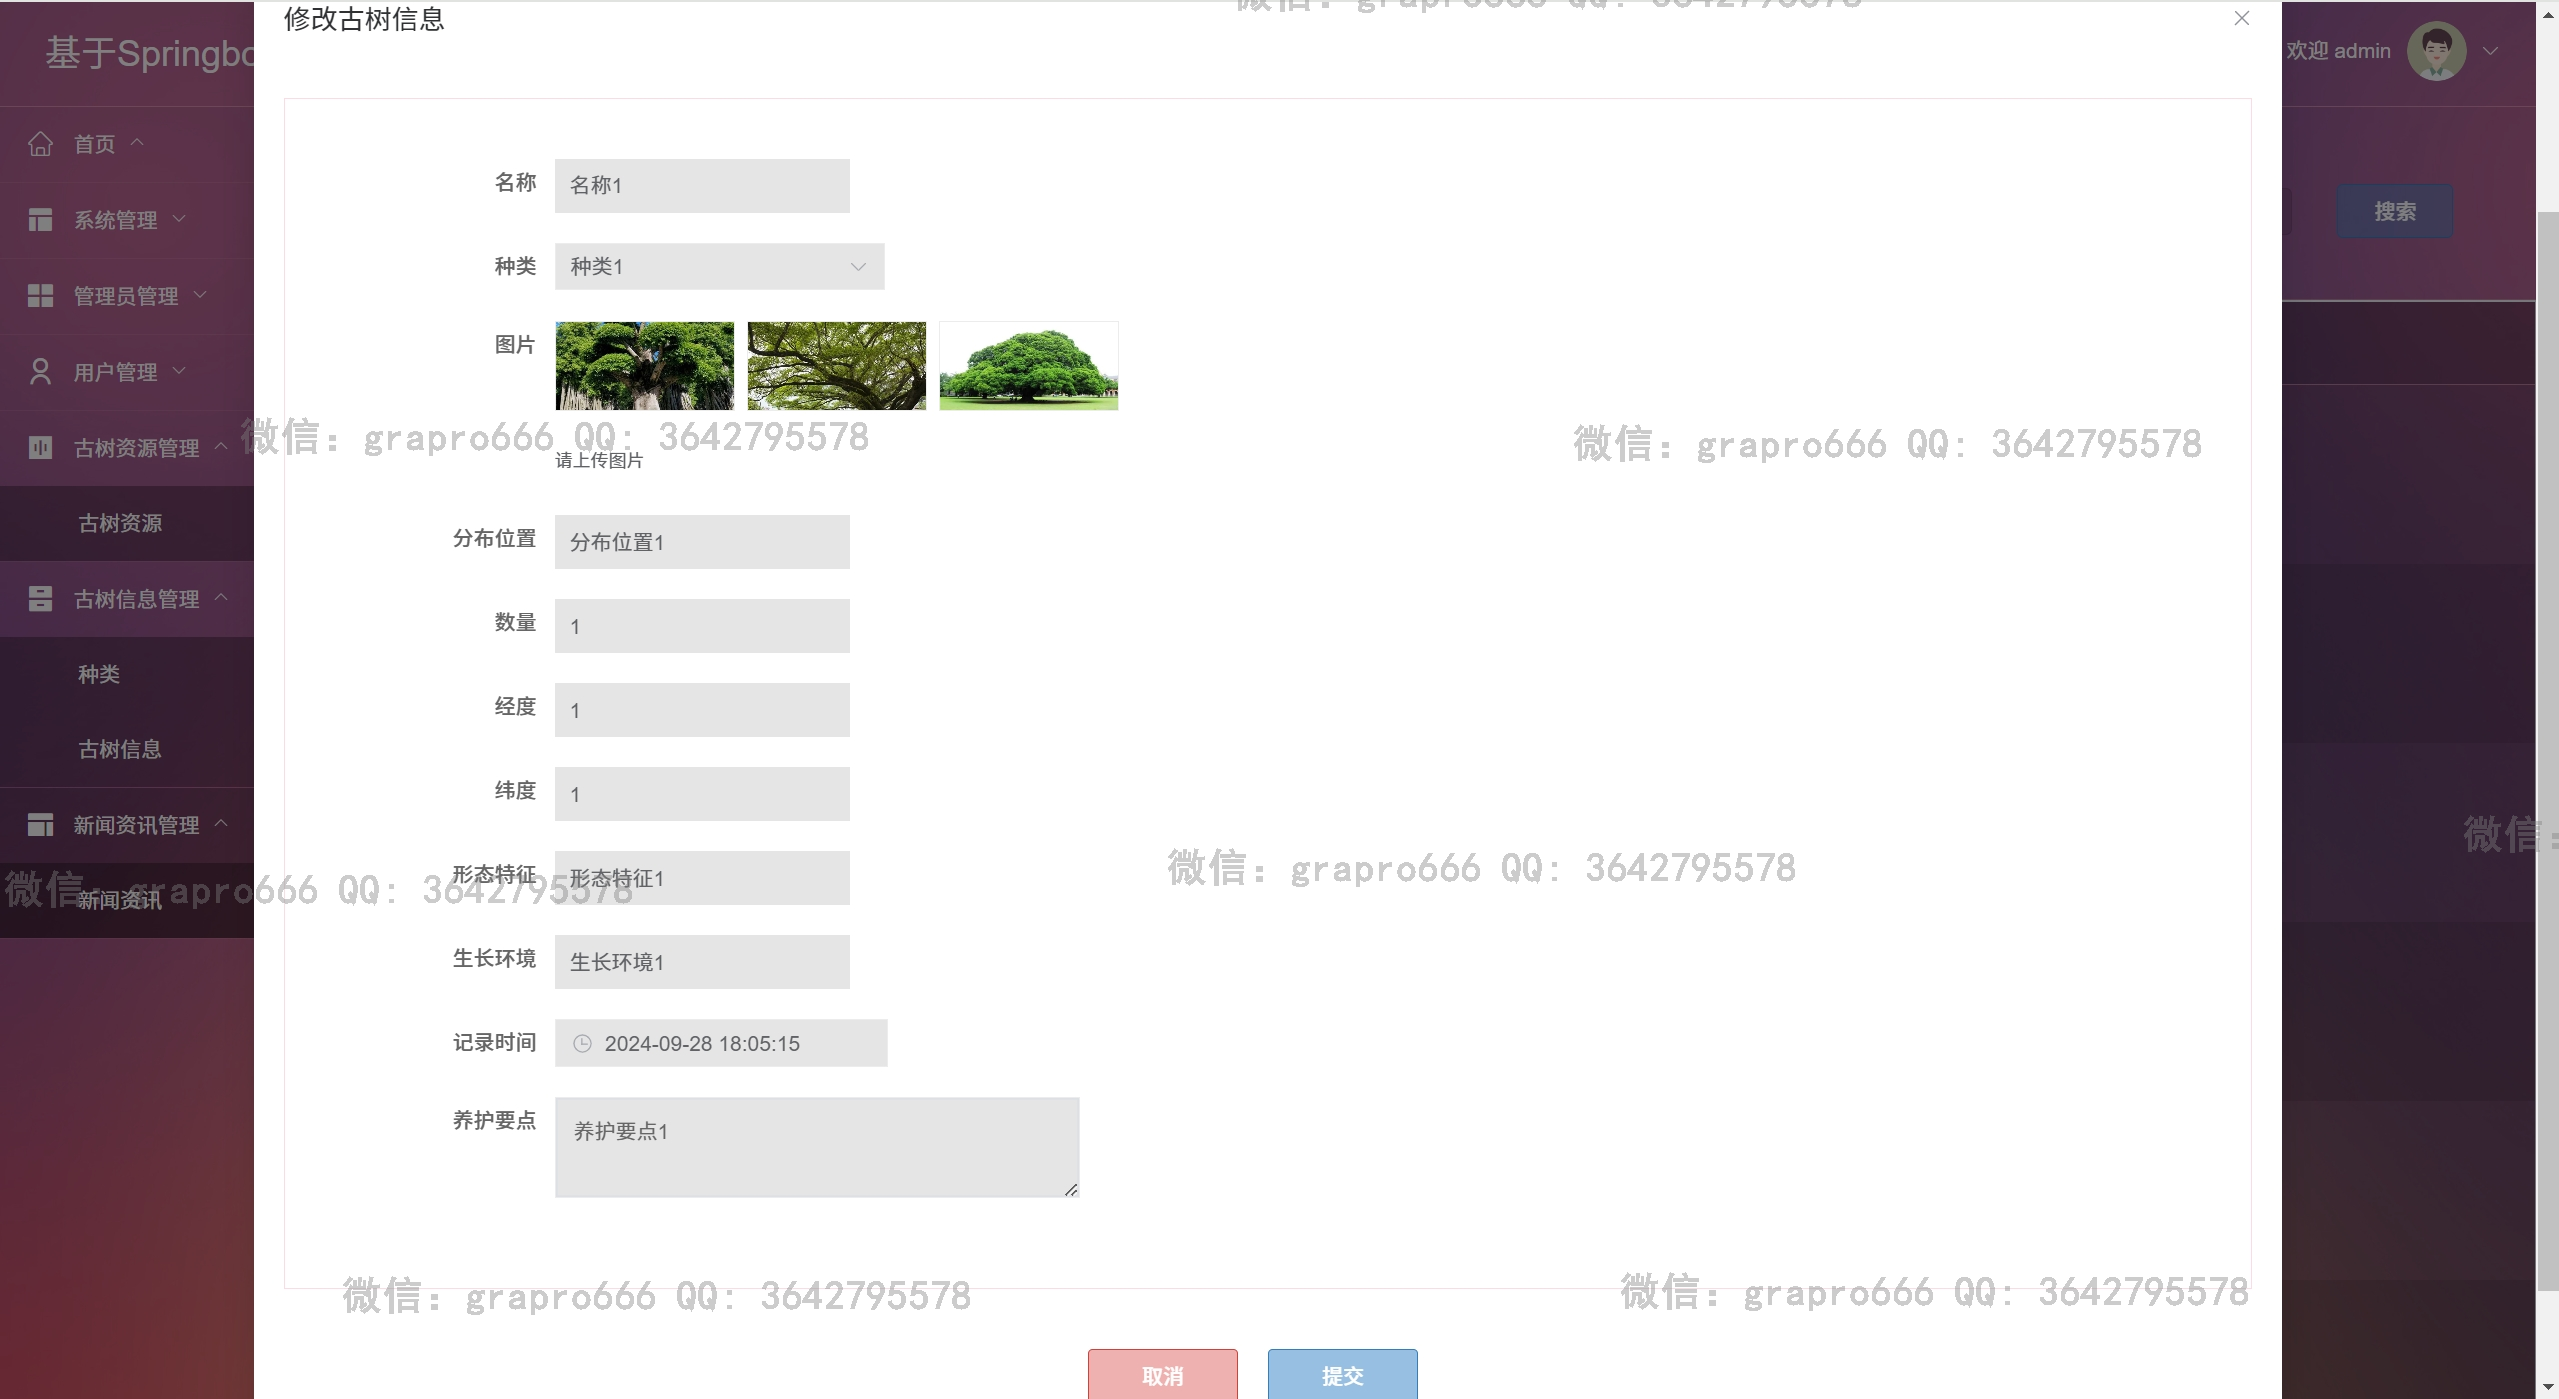 微信：grapro666 QQ：3642795578
修改古树信息
基于Springbo
欢迎 admin
首页
名称
名称1
系统管理
搜索
种类
种类1
管理员管理
图片
用户管理
古树资源管理
微信：grapro666 QQ：3642795578
微信：grapro666 QQ：3642795578
请上传图片
古树资源
分布位置
分布位置1
古树信息管理
数量
1
种类
经度
1
古树信息
纬度
1
新闻资讯管理
微信：
形态特征
形态特征1
微信：grapro666 QQ：3642795578
微信：grapro666 QQ：3642795578
新闻资讯
生长环境
生长环境1
记录时间
2024-09-28 18:05:15
养护要点
养护要点1
微信：grapro666 QQ：3642795578
微信：grapro666 QQ：3642795578
取消
提交